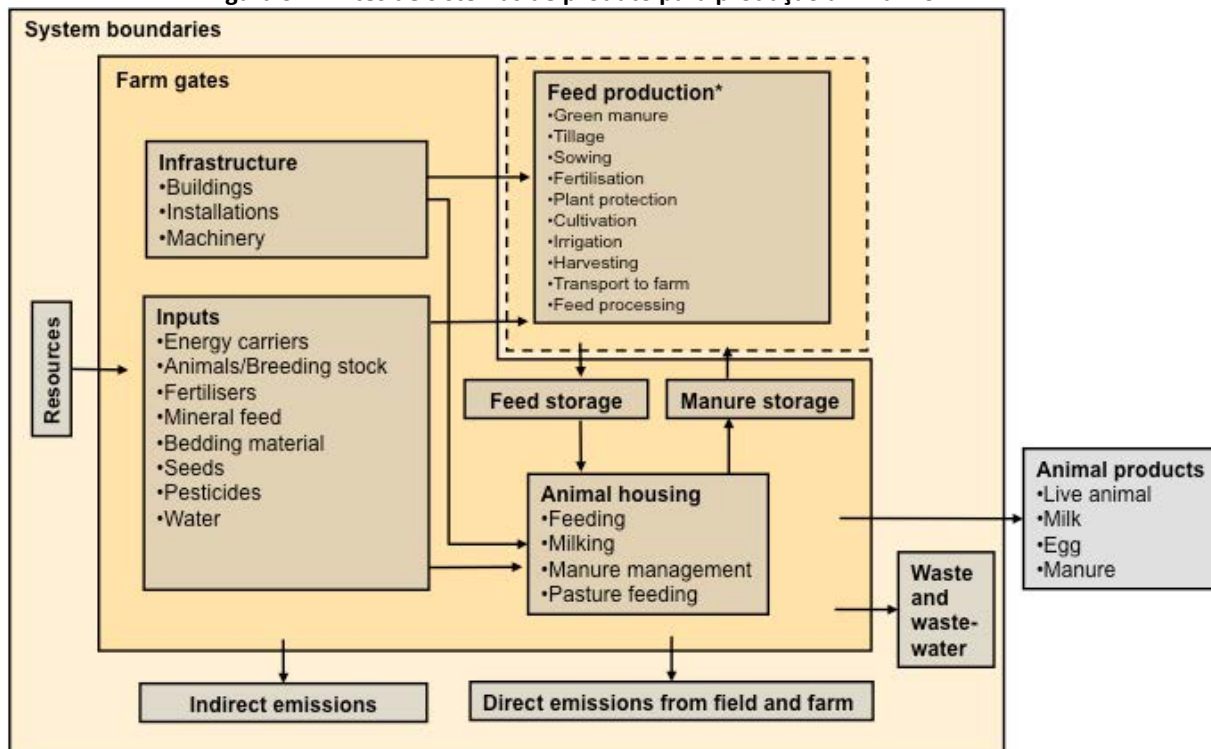 System boundaries
Farm gates
Infrastructure
•Buildings
•Installations
•Machinery
Feed production*
•Green manure
•Tillage
•Sowing
•Fertilisation
•Plant protection
•Cultivation
•Irrigation
•Harvesting
•Transport to farm
•Feed processing
Resources
Inputs
•Energy carriers
•Animals/Breeding stock
•Fertilisers
•Mineral feed
•Bedding material
•Seeds
•Pesticides
•Water
Feed storage
Manure storage
Animal housing
•Feeding
•Milking
•Manure management
•Pasture feeding
Animal products
•Live animal
•Milk
•Egg
•Manure
Waste
and
waste-
water
Indirect emissions
Direct emissions from field and farm